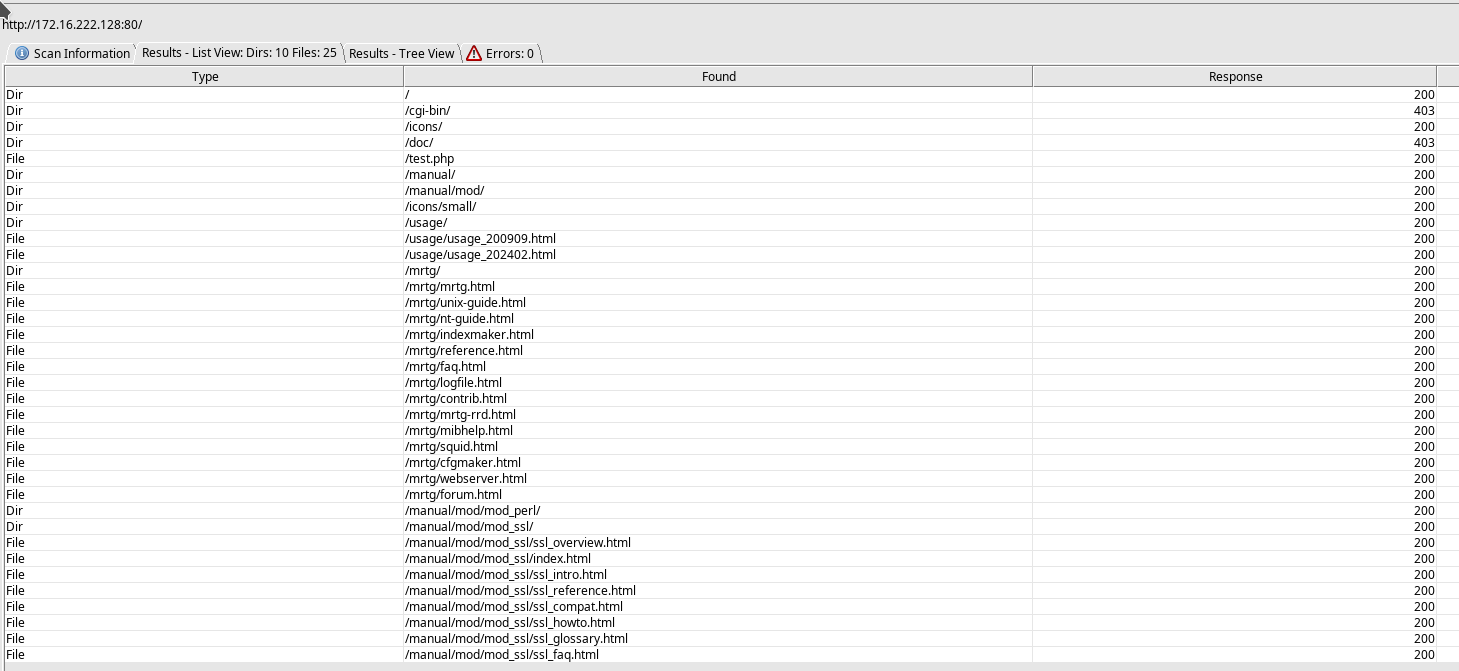 http://172.16.222.128:80/
Scan Information Results - List View: Dirs: 10 Files: 25 Results - Tree View Errors: 0
Type Found Response
Dir / 200
Dir /cgi-bin/ 403
Dir /icons/ 200
Dir /doc/ 403
File /test.php 200
Dir /manual/ 200
Dir /manual/mod/ 200
Dir /icons/small/ 200
Dir /usage/ 200
File /usage/usage_200909.html 200
File /usage/usage_202402.html 200
Dir /mrtg/ 200
File /mrtg/mrtg.html 200
File /mrtg/unix-guide.html 200
File /mrtg/nt-guide.html 200
File /mrtg/indexmaker.html 200
File /mrtg/reference.html 200
File /mrtg/faq.html 200
File /mrtg/logfile.html 200
File /mrtg/contrib.html 200
File /mrtg/mrtg-rrd.html 200
File /mrtg/mibhelp.html 200
File /mrtg/squid.html 200
File /mrtg/cfgmaker.html 200
File /mrtg/webserver.html 200
File /mrtg/forum.html 200
Dir /manual/mod/mod_perl/ 200
Dir /manual/mod/mod_ssl/ 200
File /manual/mod/mod_ssl/ssl_overview.html 200
File /manual/mod/mod_ssl/index.html 200
File /manual/mod/mod_ssl/ssl_intro.html 200
File /manual/mod/mod_ssl/ssl_reference.html 200
File /manual/mod/mod_ssl/ssl_compat.html 200
File /manual/mod/mod_ssl/ssl_howto.html 200
File /manual/mod/mod_ssl/ssl_glossary.html 200
File /manual/mod/mod_ssl/ssl_faq.html 200